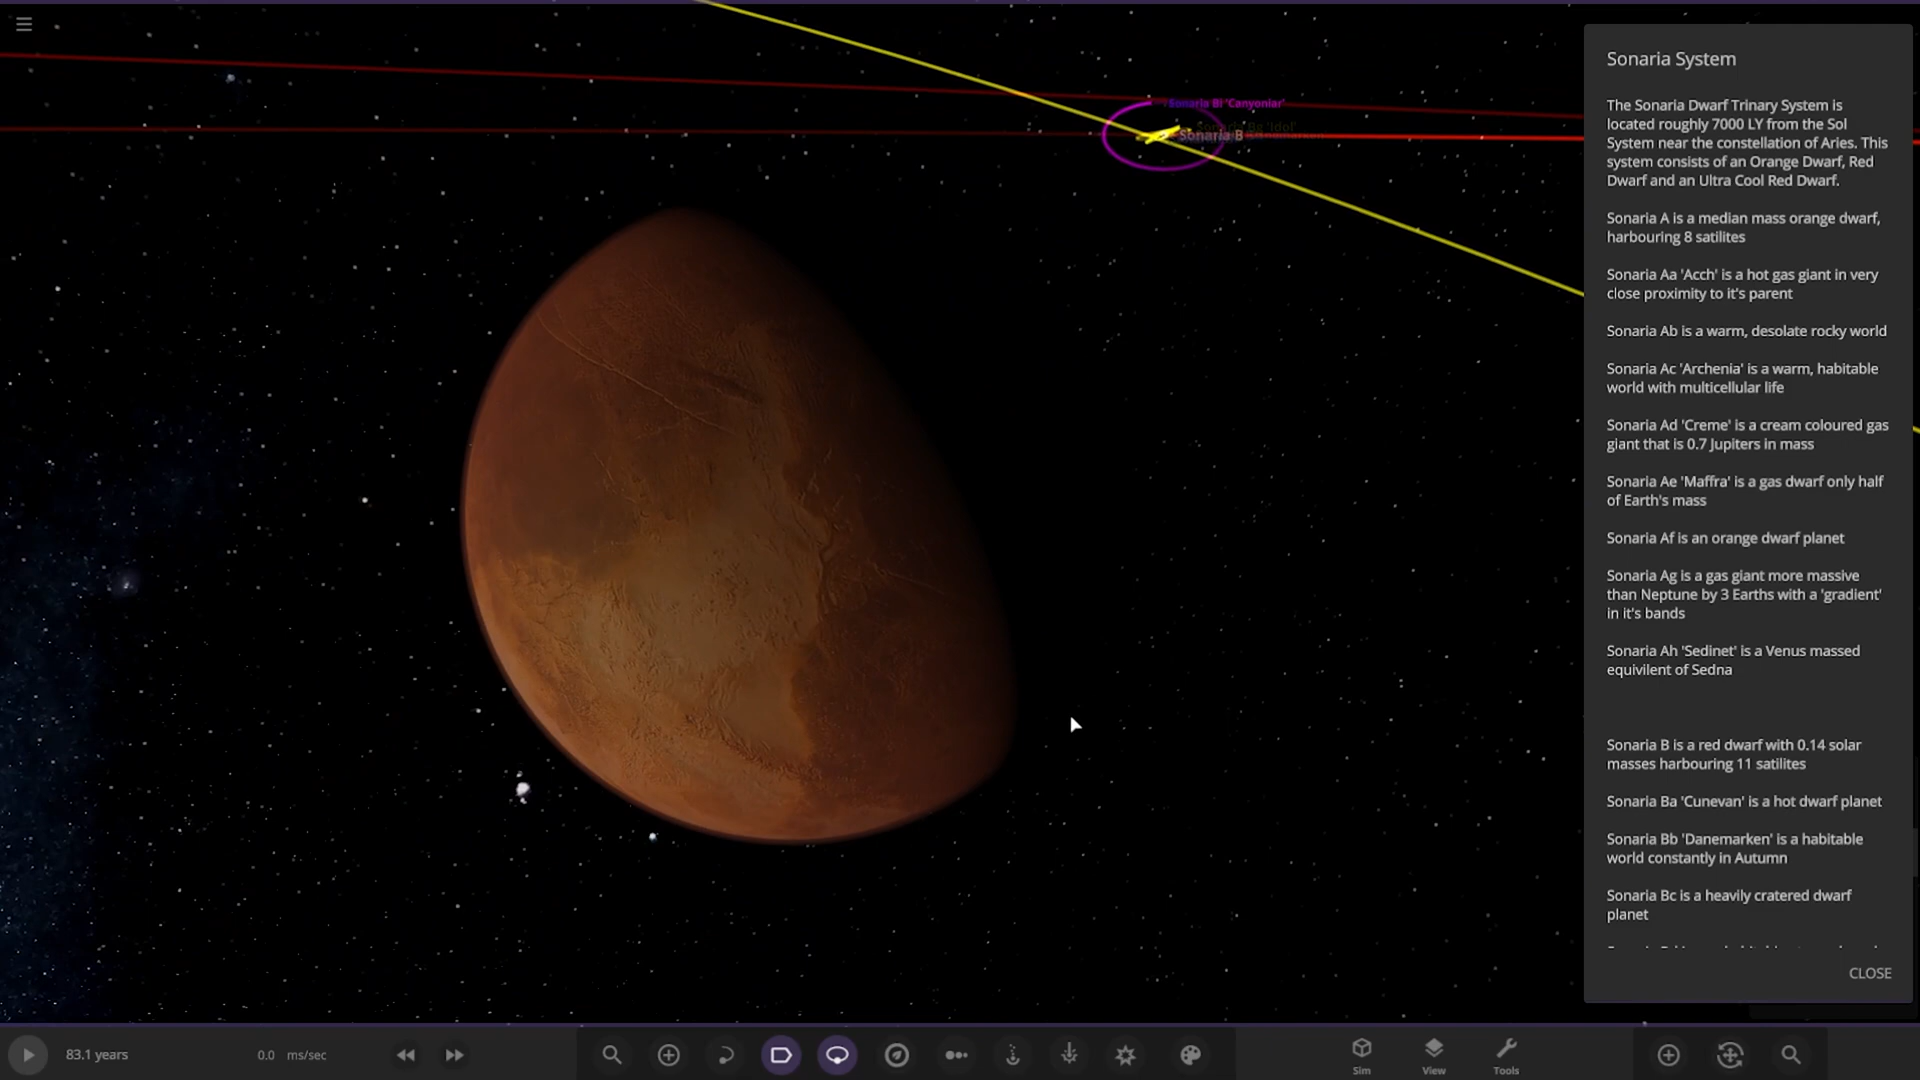 Sonaria Bi 'Canyoniar'
Sonaria Bg 'Idol'
Sonaria B
Sonaria System
The Sonaria Dwarf Trinary System is
located roughly 7000 LY from the Sol
System near the constellation of Aries. This
system consists of an Orange Dwarf, Red
Dwarf and an Ultra Cool Red Dwarf.
Sonaria A is a median mass orange dwarf,
harbouring 8 satilites
Sonaria Aa 'Acch' is a hot gas giant in very
close proximity to it's parent
Sonaria Ab is a warm, desolate rocky world
Sonaria Ac 'Archenia' is a warm, habitable
world with multicellular life
Sonaria Ad 'Creme' is a cream coloured gas
giant that is 0.7 Jupiters in mass
Sonaria Ae 'Maffra' is a gas dwarf only half
of Earth's mass
Sonaria Af is an orange dwarf planet
Sonaria Ag is a gas giant more massive
than Neptune by 3 Earths with a 'gradient'
in it's bands
Sonaria Ah 'Sedinet' is a Venus massed
equivilent of Sedna
Sonaria B is a red dwarf with 0.14 solar
masses harbouring 11 satilites
Sonaria Ba 'Cunevan' is a hot dwarf planet
Sonaria Bb 'Danemarken' is a habitable
world constantly in Autumn
Sonaria Bc is a heavily cratered dwarf
planet
CLOSE
83.1 years
0.0 ms/sec
Sim
View
Tools